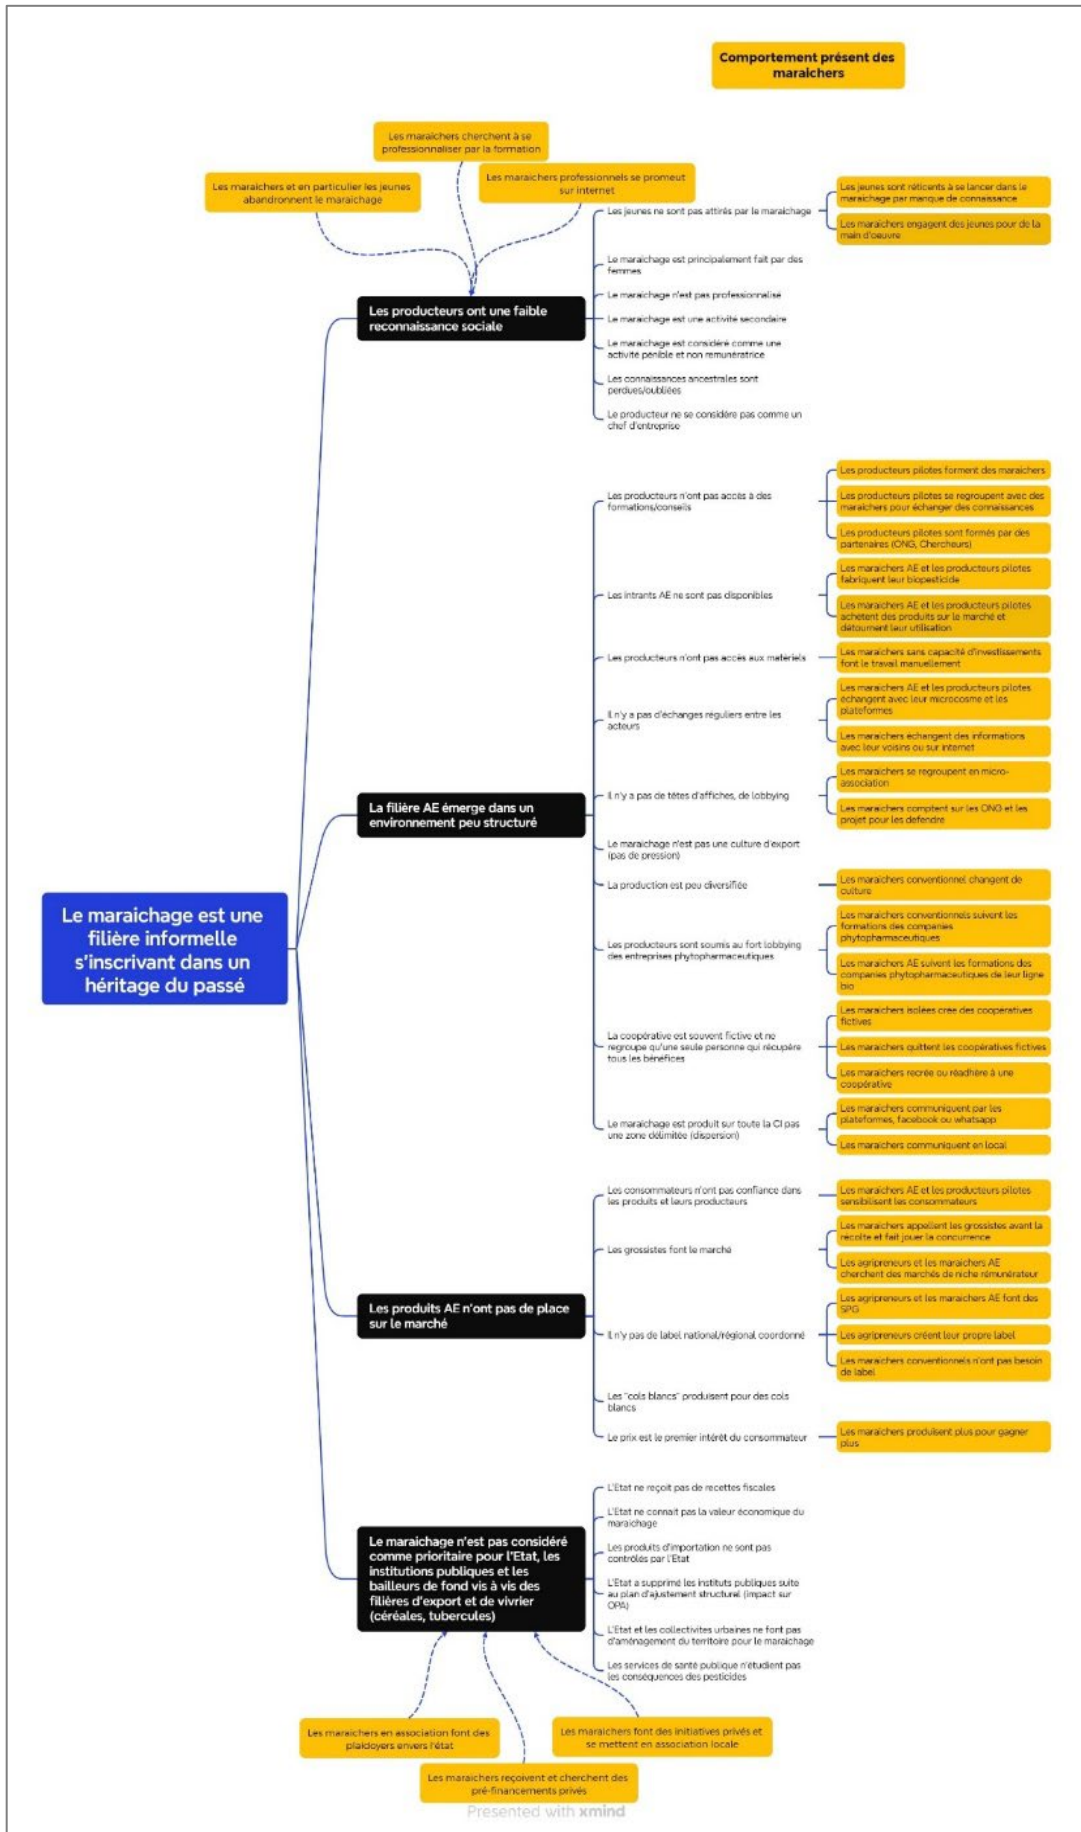 Comportement présent des
maraichers
Les maraichers cherchent à se
professionnaliser par la formation
Les maraichers et en particulier les jeunes
abandronnent le maraichage
Les maraichers professionnels se promeut
sur internet
Les producteurs ont une faible
reconnaissance sociale
Les jeunes ne sont pas attirés par le maraichage
Les jeunes sont réticents à se lancer dans le
maraichage par manque de connaissance
Les maraichers engagent des jeunes pour de la
main d'oeuvre
Le maraichage est principalement fait par des
femmes
Le maraichage n'est pas professionnalisé
Le maraichage est une activité secondaire
Le maraichage est considéré comme une
activité pénible et non remunératrice
Les connaissances ancestrales sont
perdues/oubliées
Le producteur ne se considère pas comme un
chef d'entreprise
Le maraichage est une
filière informelle
s'inscrivant dans un
héritage du passé
La filière AE émerge dans un
environnement peu structuré
Les producteurs n'ont pas accès à des
formations/conseils
Les producteurs pilotes forment des maraichers
Les producteurs pilotes se regroupent avec des
maraichers pour échanger des connaissances
Les producteurs pilotes sont formés par des
partenaires (ONG, Chercheurs)
Les intrants AE ne sont pas disponibles
Les maraichers AE et les producteurs pilotes
fabriquent leur biopesticide
Les maraichers AE et les producteurs pilotes
achètent des produits sur le marché et
détournent leur utilisation
Les producteurs n'ont pas accès aux matériels
Les maraichers sans capacité d'investissements
font le travail manuellement
Il n'y a pas d'échanges réguliers entre les
acteurs
Les maraichers AE et les producteurs pilotes
échangent avec leur microcosme et les
plateformes
Les maraichers échangent des informations
avec leur voisins ou sur internet
Il n'y a pas de têtes d'affiches, de lobbying
Les maraichers se regroupent en micro-
association
Les maraichers comptent sur les ONG et les
projet pour les defendre
Le maraichage n'est pas une culture d'export
(pas de pression)
La production est peu diversifiée
Les maraichers conventionnel changent de
culture
Les producteurs sont soumis au fort lobbying
des entreprises phytopharmaceutiques
Les maraichers conventionnels suivent les
formations des companies
phytopharmaceutiques
Les maraichers AE suivent les formations des
companies phytopharmaceutiques de leur ligne
bio
La coopérative est souvent fictive et ne
regroupe qu'une seule personne qui récupère
tous les bénéfices
Les maraichers isolées crée des cooperatives
fictives
Les maraichers quittent les coopératives fictives
Les maraichers recrée ou réadhère à une
coopérative
Le maraichage est produit sur toute la CI pas
une zone délimitée (dispersion)
Les maraichers communiquent par les
plateformes, facebook ou whatsapp
Les maraichers communiquent en local
Les produits AE n'ont pas de place
sur le marché
Les consommateurs n'ont pas confiance dans
les produits et leurs producteurs
Les maraichers AE et les producteurs pilotes
sensibilisent les consommateurs
Les grossistes font le marché
Les maraichers appellent les grossistes avant la
récolte et fait jouer la concurrence
Les agripreneurs et les maraichers AE
cherchent des marchés de niche rémunérateur
Il n'y pas de label national/régional coordonné
Les agripreneurs et les maraichers AE font des
SPG
Les agripreneurs créent leur propre label
Les maraichers conventionnels n'ont pas besoin
de label
Les "cols blancs" produisent pour des cols
blancs
Le prix est le premier intérêt du consommateur
Les maraichers produisent plus pour gagner
plus
Le maraichage n'est pas considéré
comme prioritaire pour l'Etat, les
institutions publiques et les
bailleurs de fond vis à vis des
filières d'export et de vivrier
(céréales, tubercules)
L'Etat ne reçoit pas de recettes fiscales
L'Etat ne connait pas la valeur économique du
maraichage
Les produits d'importation ne sont pas
contrôlés par l'Etat
L'Etat a supprimé les instituts publiques suite
au plan d'ajustement structurel (impact sur
OPA)
L'Etat et les collectivites urbaines ne font pas
d'aménagement du territoire pour le maraichage
Les services de santé publique n'étudient pas
les conséquences des pesticides
Les maraichers en association font des
plaidoyers envers l'état
Les maraichers font des initiatives privés et
se mettent en association locale
Les maraichers reçoivent et cherchent des
pré-financements privés
Presented with xmind